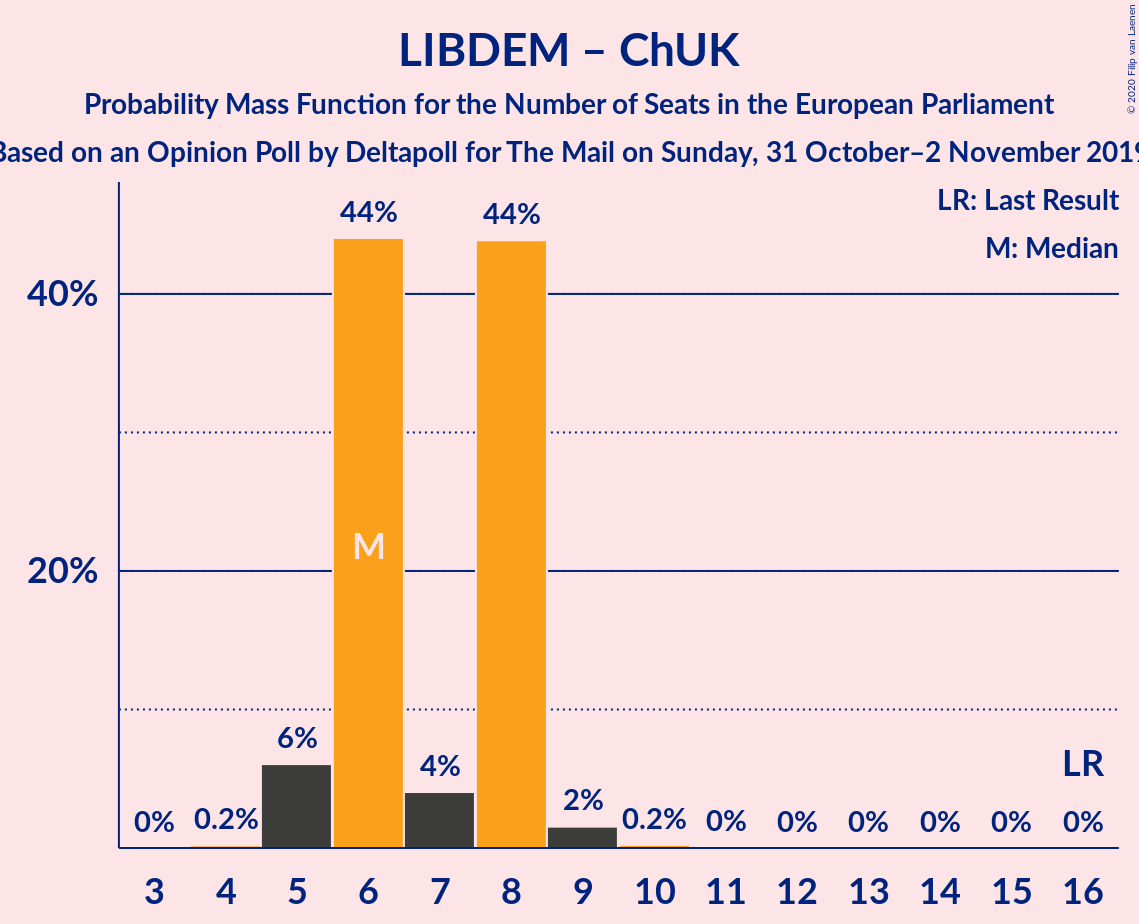 LIBDEM – ChUK
Probability Mass Function for the Number of Seats in the European Parliament
Based on an Opinion Poll by Deltapoll for The Mail on Sunday, 31 October–2 November 2019
© 2020 Filip van Laenen
LR: Last Result
M: Median
44%
44%
40%
M
20%
6%
4%
LR
0%
0.2%
2%
0.2%
0%
0%
0%
0%
0%
0%
3 4 5 6 7 8 9 10 11 12 13 14 15 16